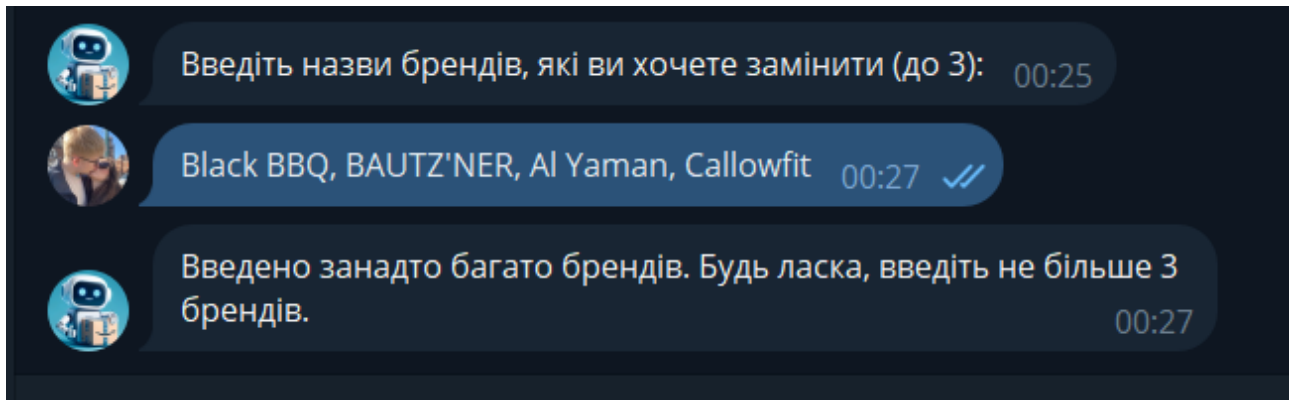 Введіть назви брендів, які ви хочете замінити (до 3): 00:25
Black BBQ, BAUTZ'NER, Al Yaman, Callowfit 00:27
Введено занадто багато брендів. Будь ласка, введіть не більше 3
брендів. 00:27